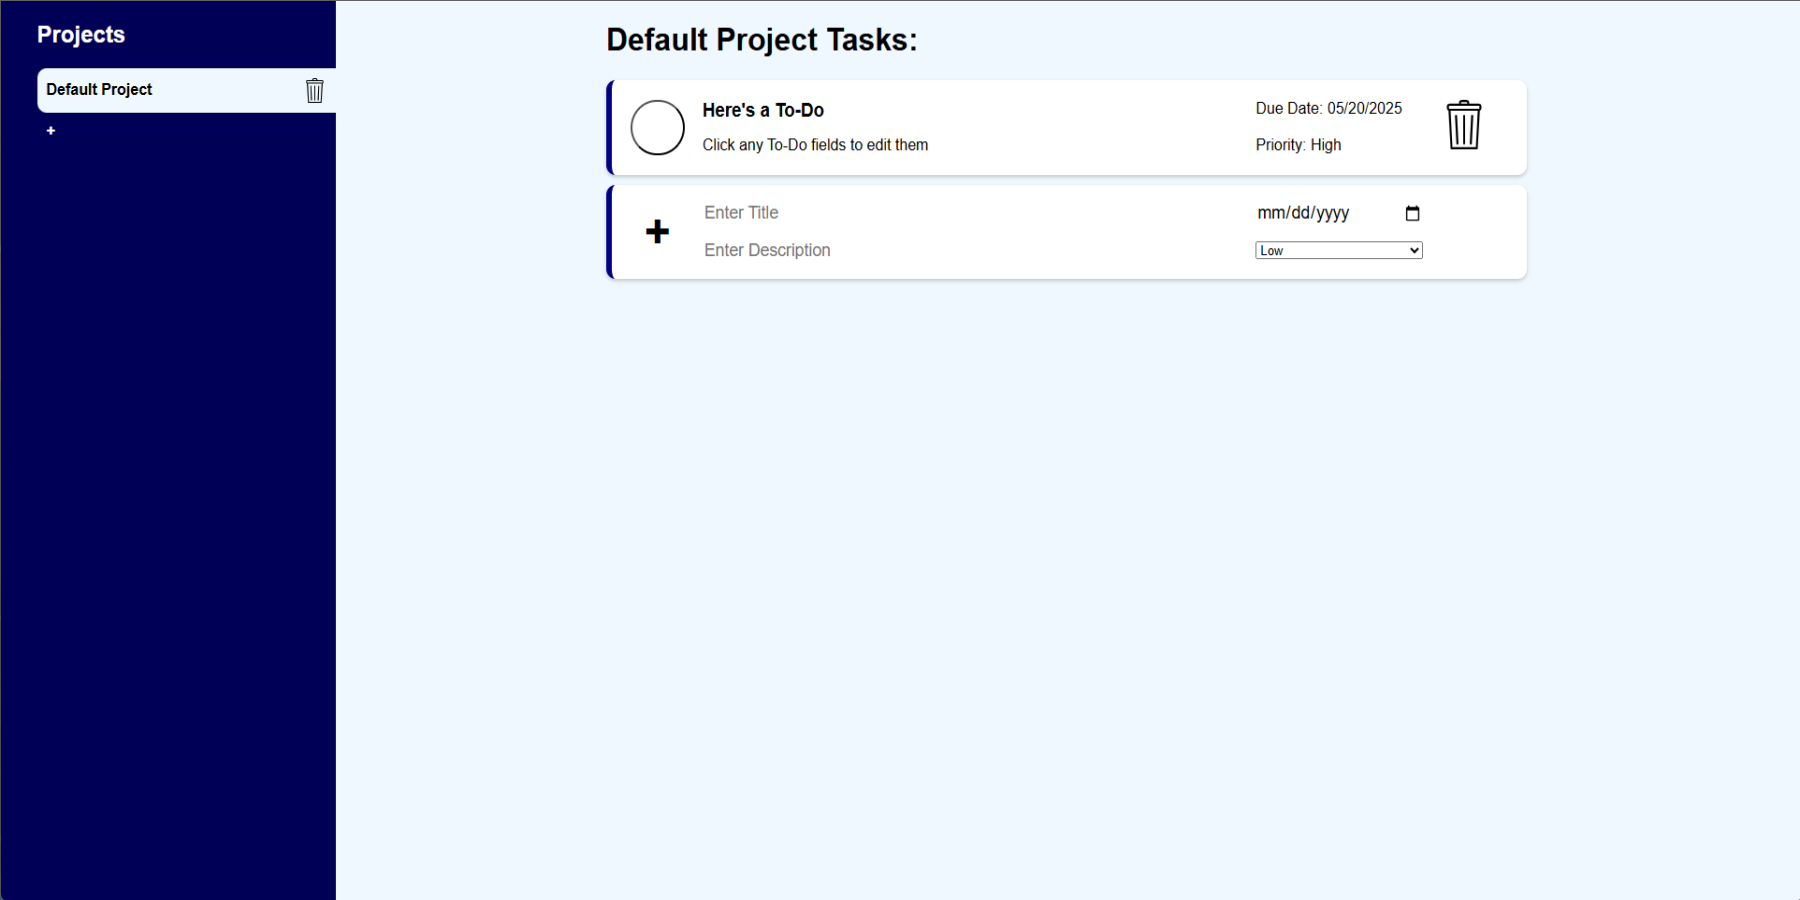 Projects
Default Project
+
Default Project Tasks:
Here's a To-Do
Click any To-Do fields to edit them
Due Date: 05/20/2025
Priority: High
+
Enter Title
Enter Description
mm/dd/yyyy
Low